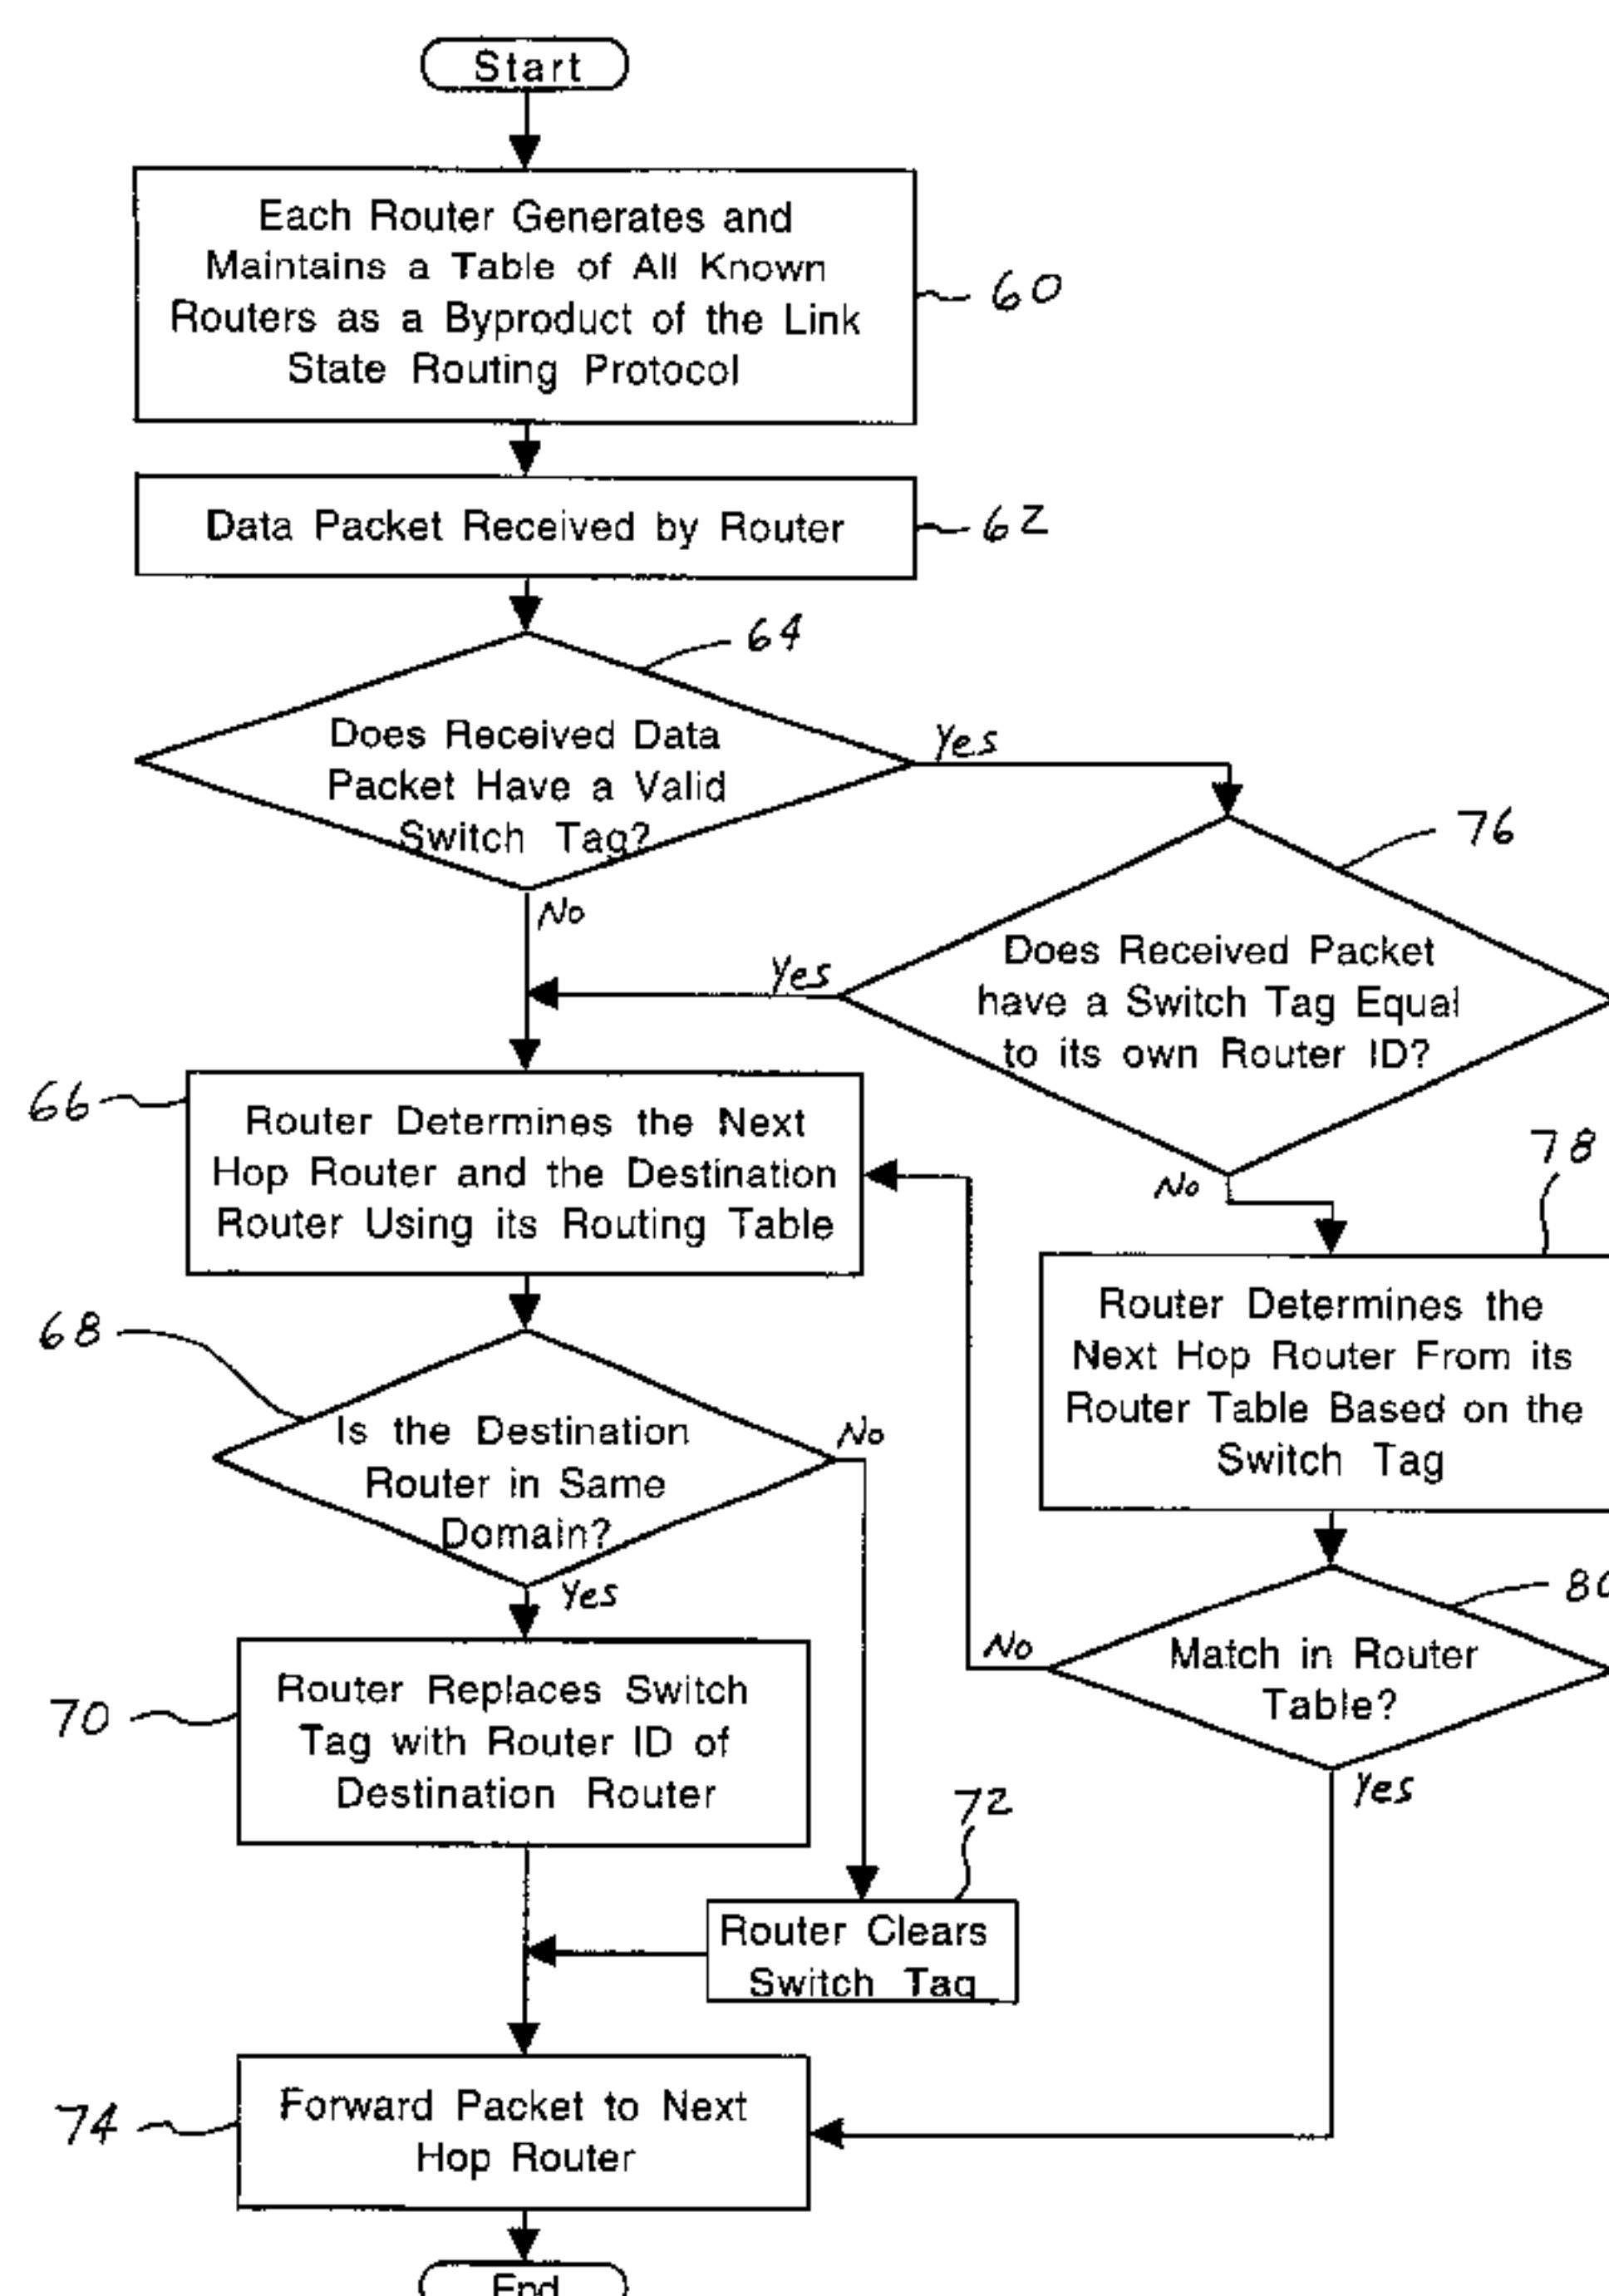 Start
Each Router Generates and
Maintains a Table of All Known
Routers as a Byproduct of the Link
State Routing Protocol
60
Data Packet Received by Router
62
64
Does Received Data
Packet Have a Valid
Switch Tag?
Yes
No
76
Does Received Packet
have a Switch Tag Equal
to its own Router ID?
Yes
No
66
Router Determines the Next
Hop Router and the Destination
Router Using its Routing Table
78
Router Determines the
Next Hop Router From its
Router Table Based on the
Switch Tag
68
Is the Destination
Router in Same
Domain?
No
Yes
80
Match in Router
Table?
No
Yes
70
Router Replaces Switch
Tag with Router ID of
Destination Router
72
Router Clears
Switch Tag
74
Forward Packet to Next
Hop Router
End